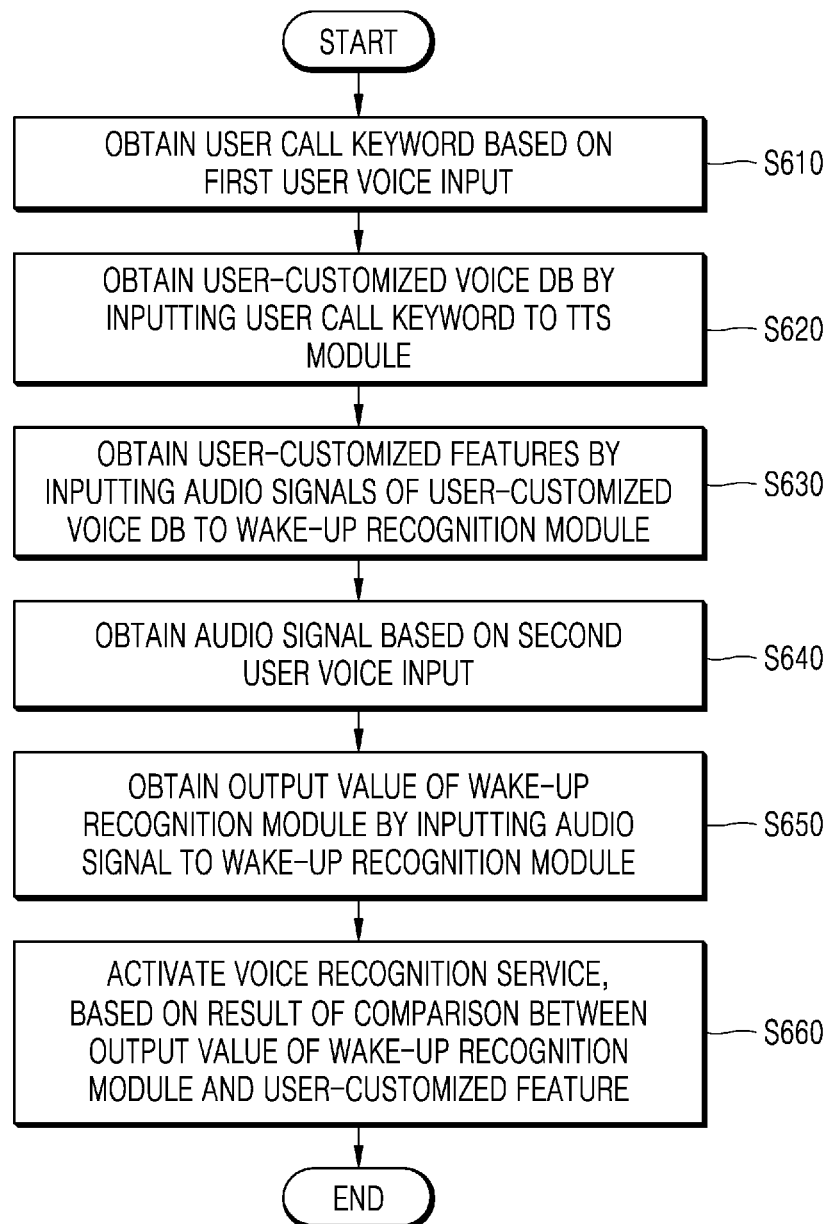 START
OBTAIN USER CALL KEYWORD BASED ON
FIRST USER VOICE INPUT
S610
OBTAIN USER-CUSTOMIZED VOICE DB BY
INPUTTING USER CALL KEYWORD TO TTS
MODULE
S620
OBTAIN USER-CUSTOMIZED FEATURES BY
INPUTTING AUDIO SIGNALS OF USER-CUSTOMIZED
VOICE DB TO WAKE-UP RECOGNITION MODULE
S630
OBTAIN AUDIO SIGNAL BASED ON SECOND
USER VOICE INPUT
S640
OBTAIN OUTPUT VALUE OF WAKE-UP
RECOGNITION MODULE BY INPUTTING AUDIO
SIGNAL TO WAKE-UP RECOGNITION MODULE
S650
ACTIVATE VOICE RECOGNITION SERVICE,
BASED ON RESULT OF COMPARISON BETWEEN
OUTPUT VALUE OF WAKE-UP RECOGNITION
MODULE AND USER-CUSTOMIZED FEATURE
S660
END